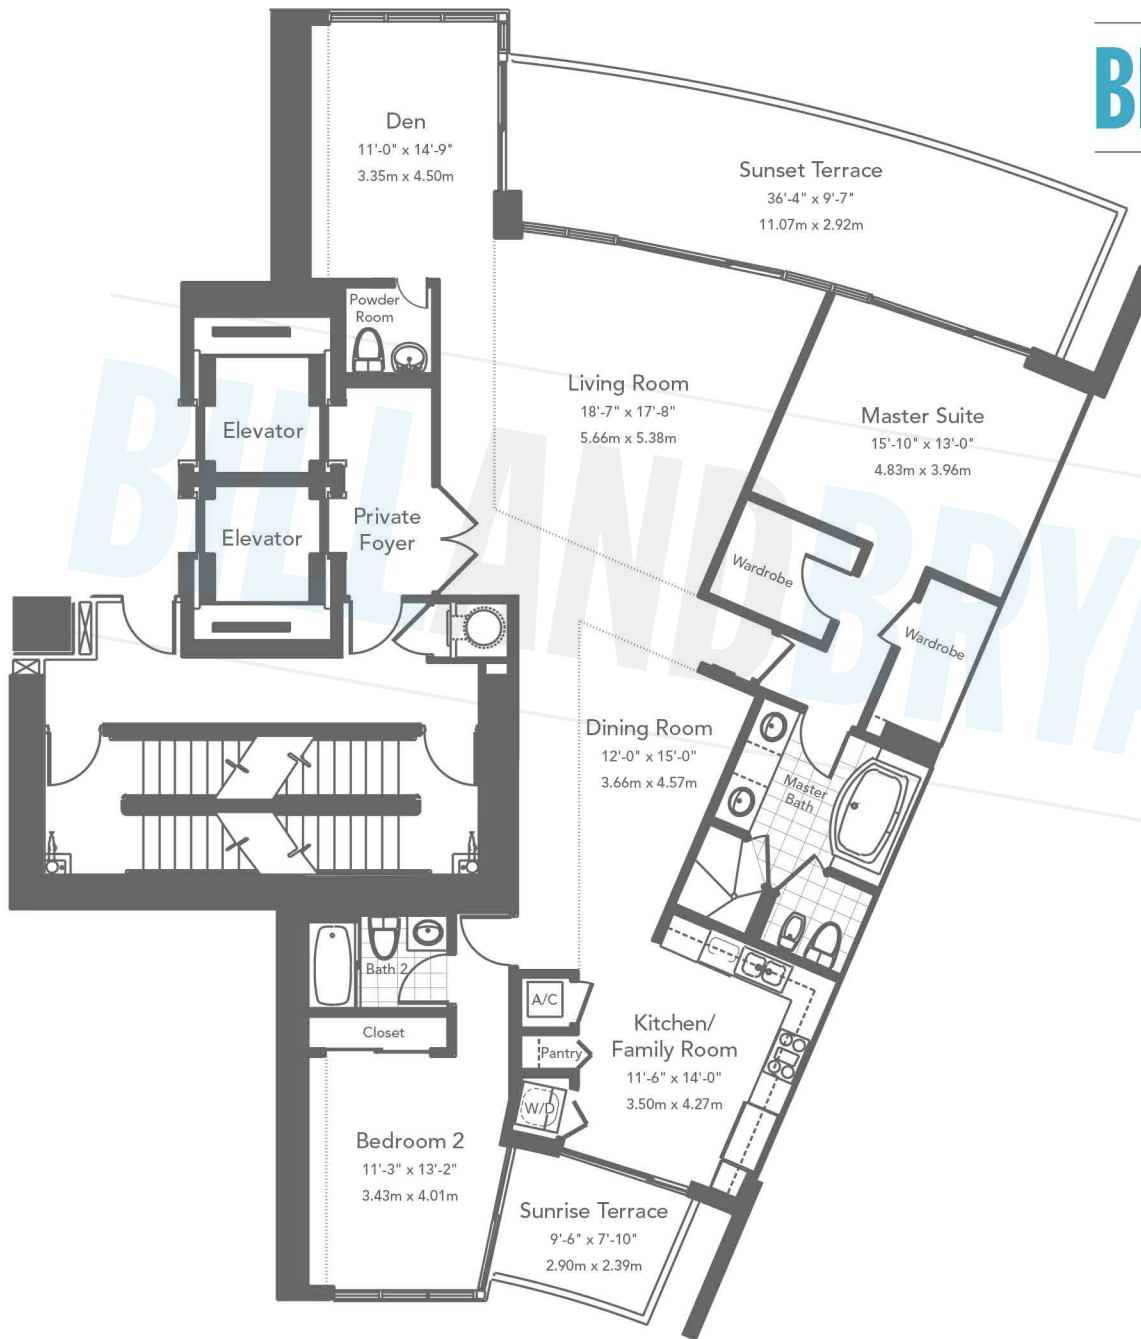 BI
Den
11'-0" x 14'-9"
3.35m x 4.50m
Sunset Terrace
36'-4" x 9'-7"
11.07m x 2.92m
Powder
Room
Living Room
18'-7" x 17'-8"
5.66m x 5.38m
Master Suite
15'-10" x 13'-0"
4.83m x 3.96m
Elevator
Elevator
Private
Foyer
BILLANDBRYA
Wardrobe
Wardrobe
Dining Room
12'-0" x 15'-0"
3.66m x 4.57m
Master
Bath
Bath 2
Closet
A/C
Pantry
W/D
Kitchen/
Family Room
11'-6" x 14'-0"
3.50m x 4.27m
Bedroom 2
11'-3" x 13'-2"
3.43m x 4.01m
Sunrise Terrace
9'-6" x 7'-10"
2.90m x 2.39m